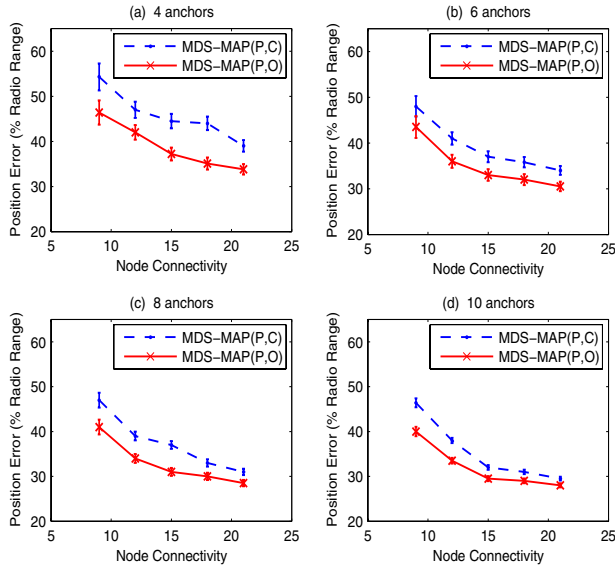 (a) 4 anchors
Position Error (% Radio Range)
60
50
40
30
20
5 10 15 20 25
Node Connectivity
MDS−MAP(P,C)
MDS−MAP(P,O)
(b) 6 anchors
Position Error (% Radio Range)
60
50
40
30
20
5 10 15 20 25
Node Connectivity
MDS−MAP(P,C)
MDS−MAP(P,O)
(c) 8 anchors
Position Error (% Radio Range)
60
50
40
30
20
5 10 15 20 25
Node Connectivity
MDS−MAP(P,C)
MDS−MAP(P,O)
(d) 10 anchors
Position Error (% Radio Range)
60
50
40
30
20
5 10 15 20 25
Node Connectivity
MDS−MAP(P,C)
MDS−MAP(P,O)